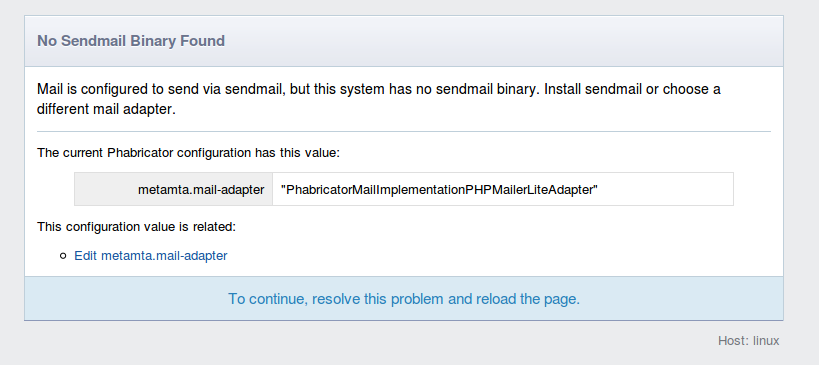 No Sendmail Binary Found
Mail is configured to send via sendmail, but this system has no sendmail binary. Install sendmail or choose a
different mail adapter.
The current Phabricator configuration has this value:
metamta.mail-adapter "PhabricatorMailImplementationPHPMailerLiteAdapter"
This configuration value is related:
Edit metamta.mail-adapter
To continue, resolve this problem and reload the page.
Host: linux